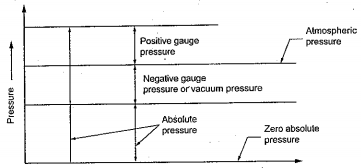 Positive gauge
pressure
Atmospheric
pressure
Negative gauge
pressure or vacuum pressure
Absolute
pressure
Zero absolute
pressure
Pressure